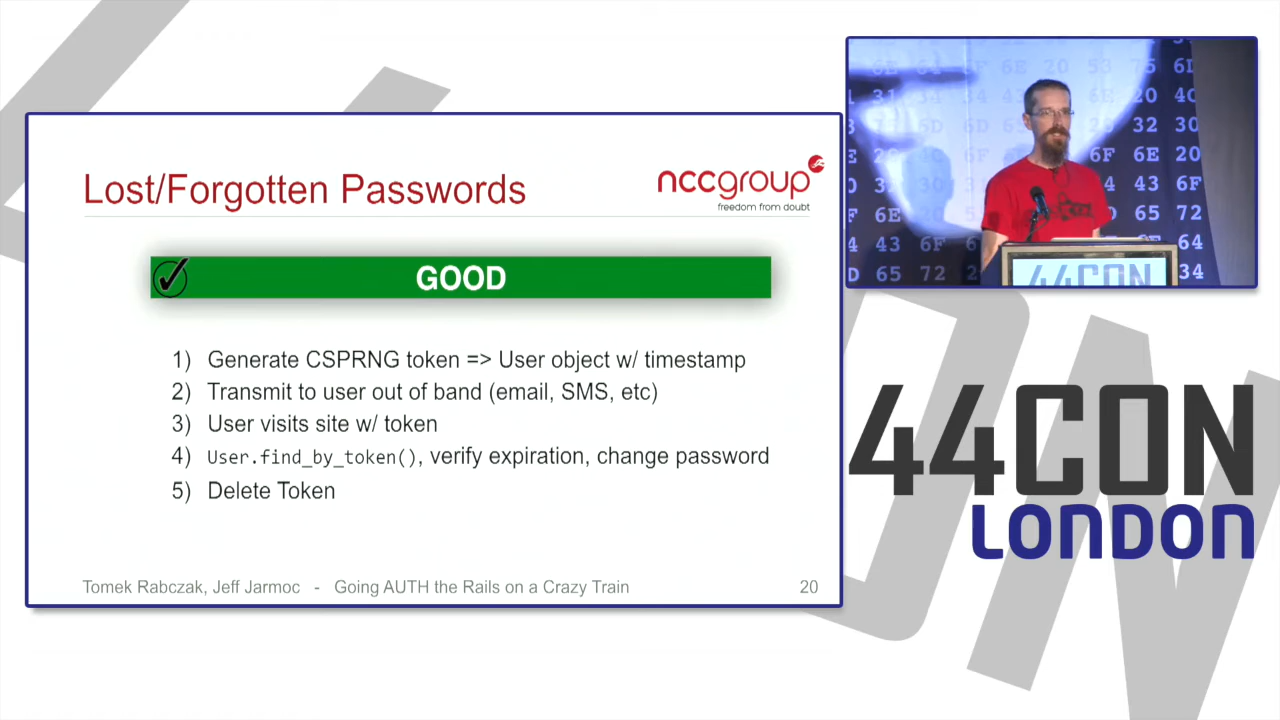 Lost/Forgotten Passwords
nccgroup
freedom from doubt
GOOD
1) Generate CSPRNG token => User object w/ timestamp
2) Transmit to user out of band (email, SMS, etc)
3) User visits site w/ token
4) User.find_by_token(), verify expiration, change password
5) Delete Token
Tomek Rabczak, Jeff Jarmoc - Going AUTH the Rails on a Crazy Train 20
44CON
44CON
LONDON